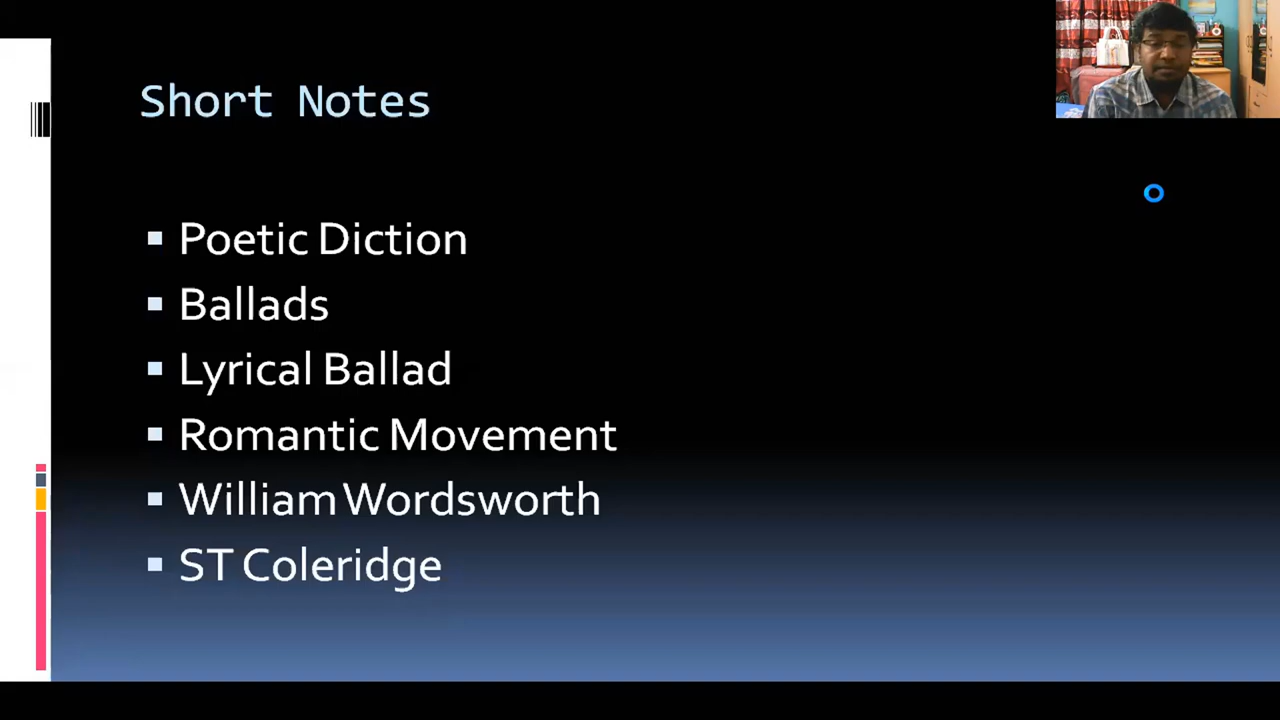 Short Notes
Poetic Diction
Ballads
Lyrical Ballad
Romantic Movement
William Wordsworth
ST Coleridge